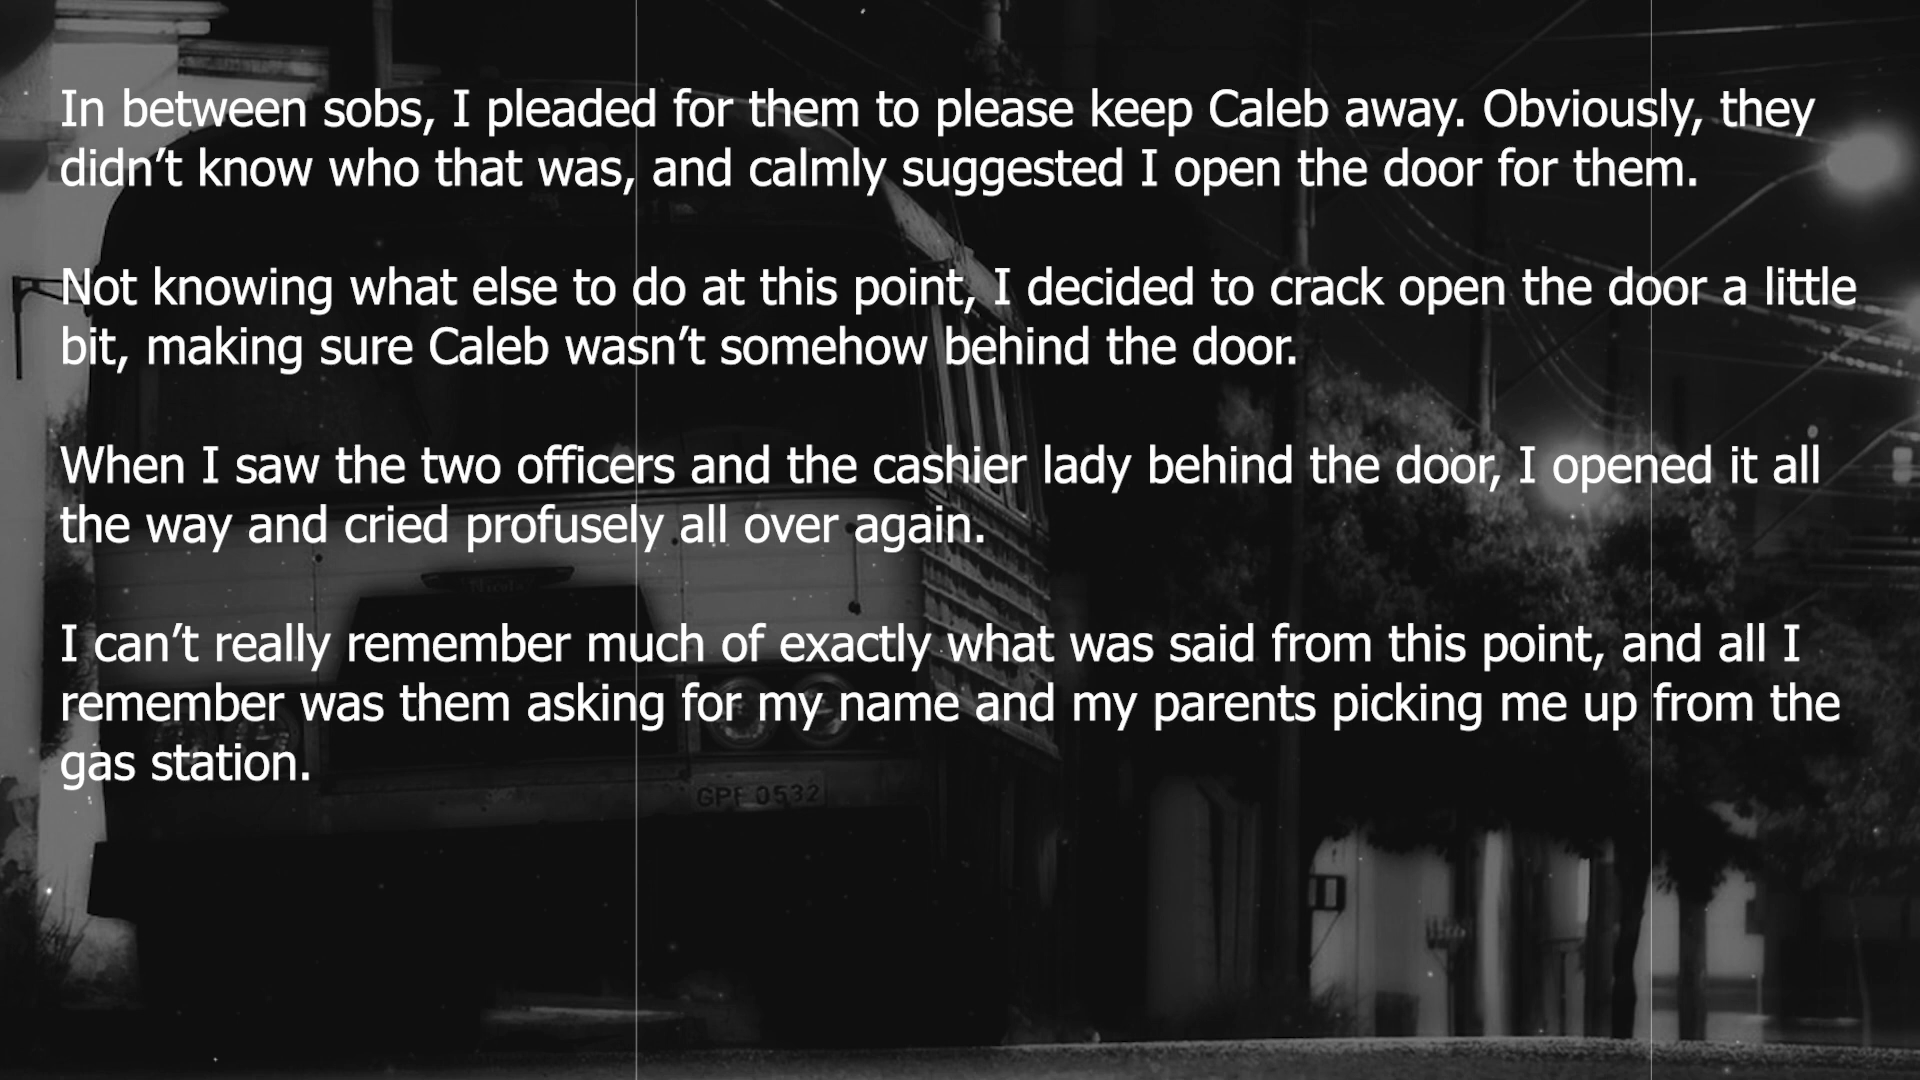 In between sobs, I pleaded for them to please keep Caleb away. Obviously, they
didn’t know who that was, and calmly suggested I open the door for them.
Not knowing what else to do at this point, I decided to crack open the door a little
bit, making sure Caleb wasn’t somehow behind the door.
When I saw the two officers and the cashier lady behind the door, I opened it all
the way and cried profusely all over again.
I can’t really remember much of exactly what was said from this point, and all I
remember was them asking for my name and my parents picking me up from the
gas station.
0532